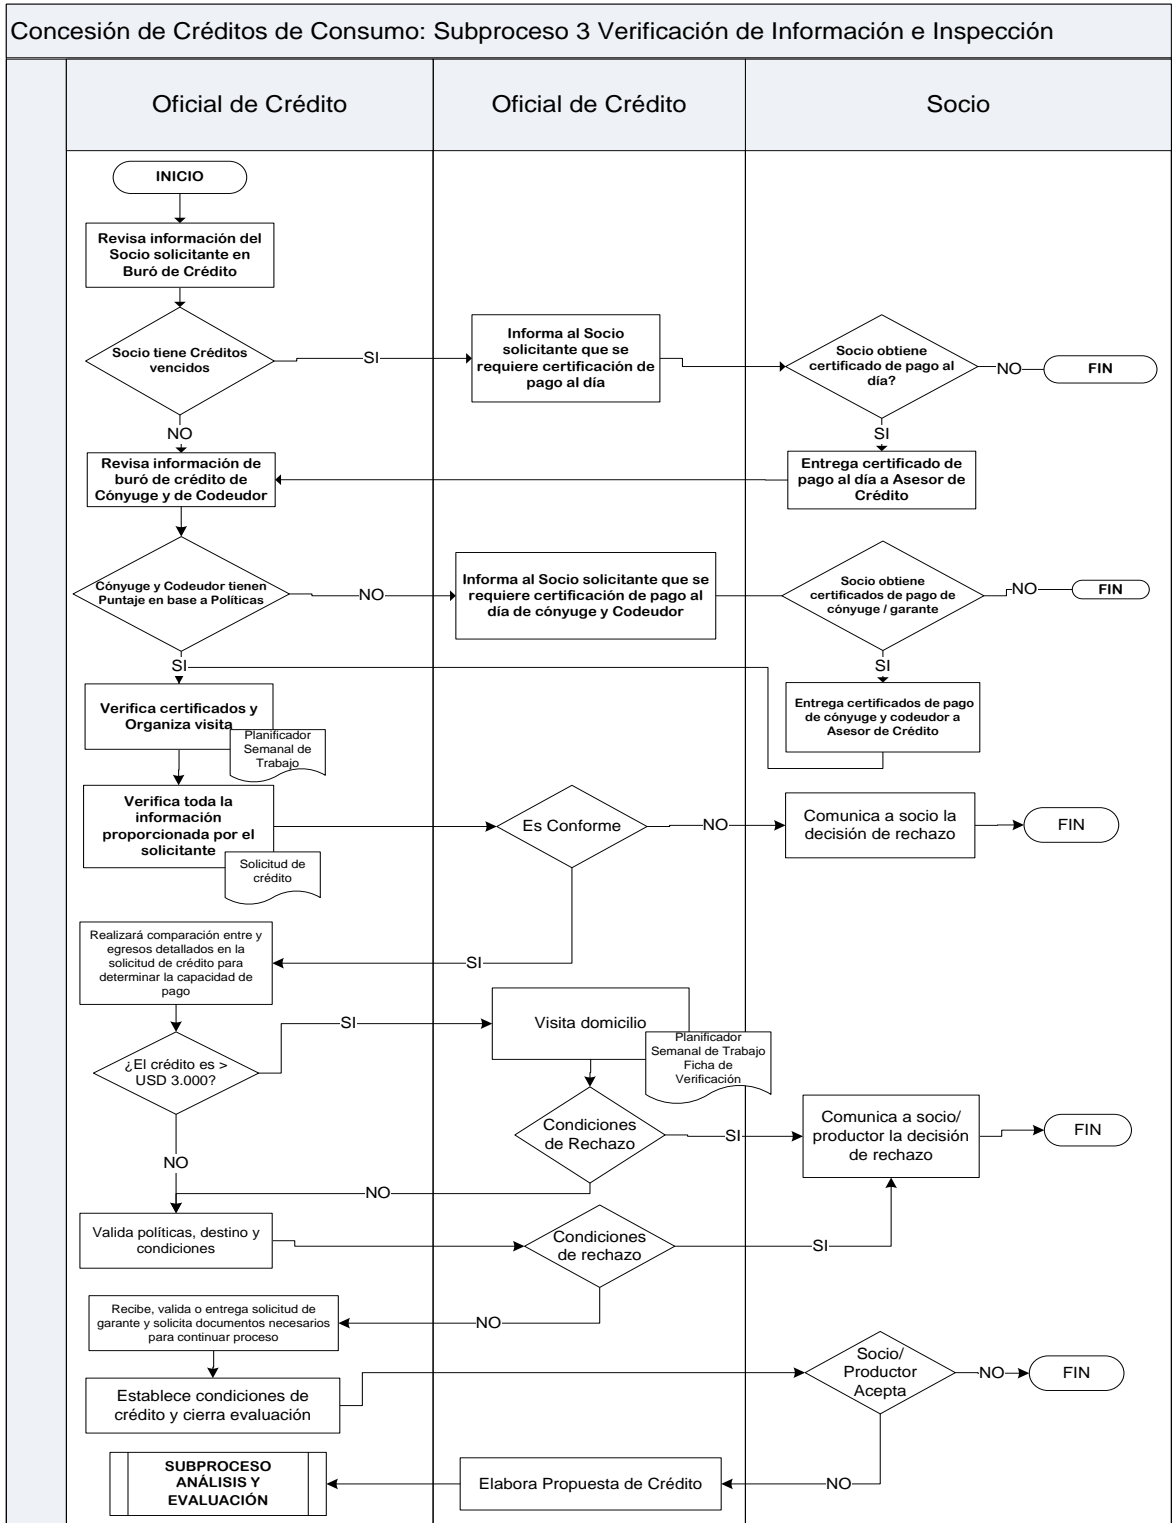 Concesión de Créditos de Consumo: Subproceso 3 Verificación de Información e Inspección
Oficial de Crédito
Oficial de Crédito
Socio
INICIO
Revisa información del
Socio solicitante en
Buró de Crédito
Socio tiene Créditos
vencidos
SI
Informa al Socio
solicitante que se
requiere certificación de
pago al día
Socio obtiene
certificado de pago al
día?
NO
FIN
NO
SI
Revisa información de
buró de crédito de
Cónyuge y de Codeudor
Entrega certificado de
pago al día a Asesor de
Crédito
Cónyuge y Codeudor tienen
Puntaje en base a Políticas
NO
Informa al Socio solicitante que se
requiere certificación de pago al
día de cónyuge y Codeudor
Socio obtiene
certificados de pago de
cónyuge / garante
NO
FIN
SI
SI
Verifica certificados y
Organiza visita
Planificador
Semanal de
Trabajo
Entrega certificados de pago
de cónyuge y codeudor a
Asesor de Crédito
Verifica toda la
información
proporcionada por el
solicitante
Solicitud de
crédito
Es Conforme
NO
Comunica a socio la
decisión de rechazo
FIN
Realizará comparación entre y
egresos detallados en la
solicitud de crédito para
determinar la capacidad de
pago
SI
¿El crédito es >
USD 3.000?
SI
Visita domicilio
Planificador
Semanal de Trabajo
Ficha de
Verificación
Condiciones
de Rechazo
SI
Comunica a socio/
productor la decisión
de rechazo
FIN
NO
NO
Valida políticas, destino y
condiciones
Condiciones
de rechazo
SI
Recibe, valida o entrega solicitud de
garante y solicita documentos necesarios
para continuar proceso
NO
Establece condiciones de
crédito y cierra evaluación
Socio/
Productor
Acepta
NO
FIN
SUBPROCESO
ANÁLISIS Y
EVALUACIÓN
Elabora Propuesta de Crédito
NO